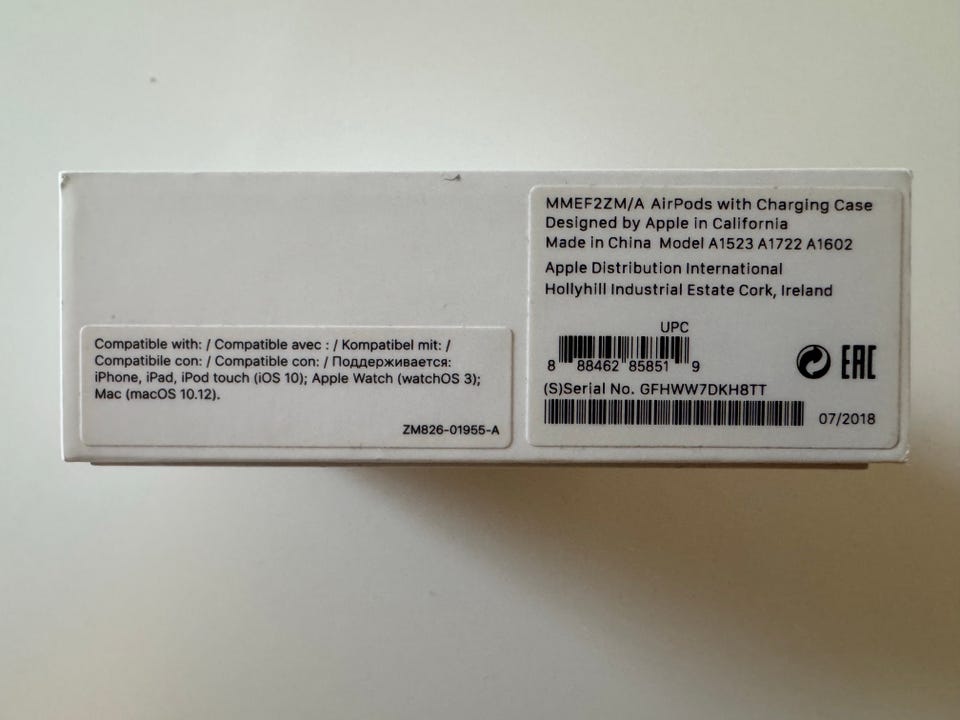 MMEF2ZM/A AirPods with Charging Case
Designed by Apple in California
Made in China Model A1523 A1722 A1602
Apple Distribution International
Hollyhill Industrial Estate Cork, Ireland
UPC
8 88462 85851 9
EAC
(S)Serial No. GFHWW7DKH8TT
07/2018
Compatible with: / Compatible avec : / Kompatibel mit: /
Compatibile con: / Compatible con: / Поддерживается:
iPhone, iPad, iPod touch (iOS 10); Apple Watch (watchOS 3);
Mac (macOS 10.12).
ZM826-01955-A